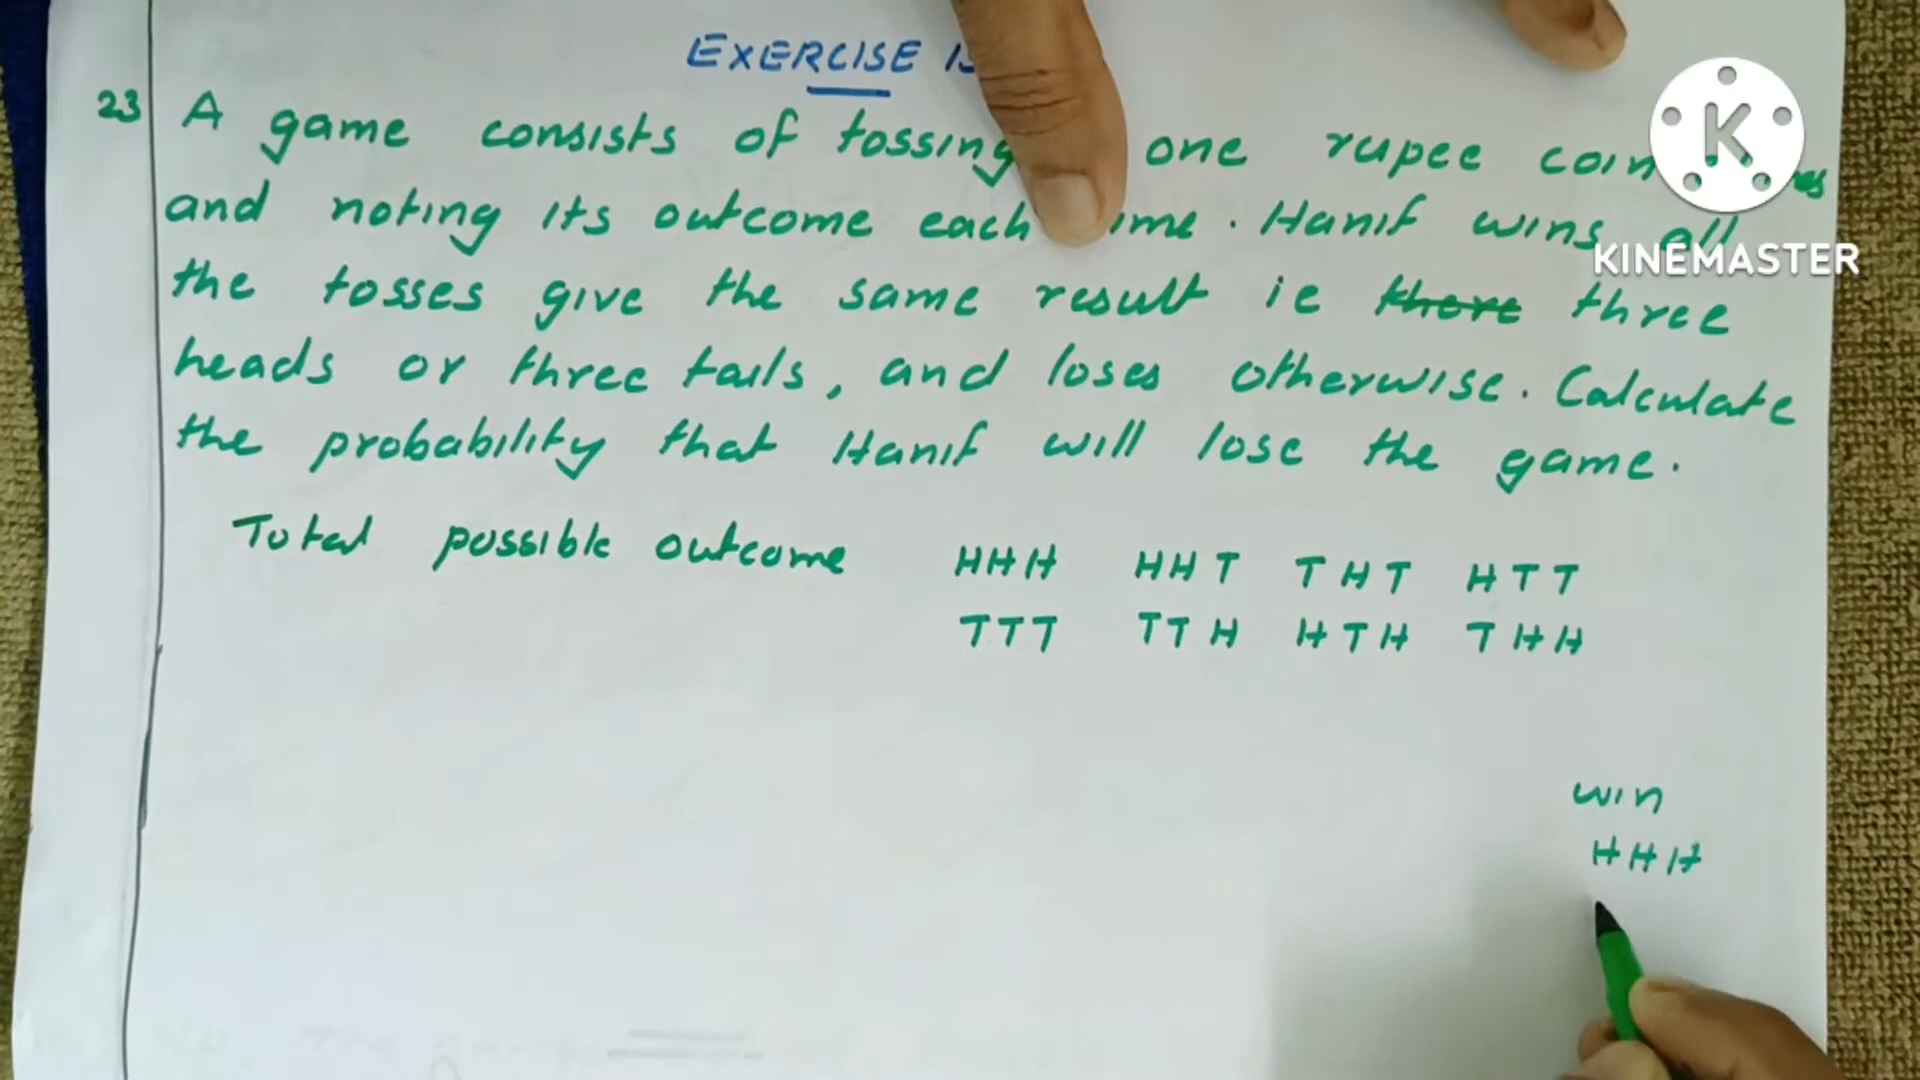 EXERCISE
23 A game consists of tossing one rupee coin
and noting its outcome each . Hanif wins all
the tosses give the same result ie three
heads or three tails, and loses otherwise. Calculate
the probability that Hanif will lose the game.
Total possible outcome HHH HHT THT HTT
TTT TTH HTH THH
win
HHH
K
KINEMASTER